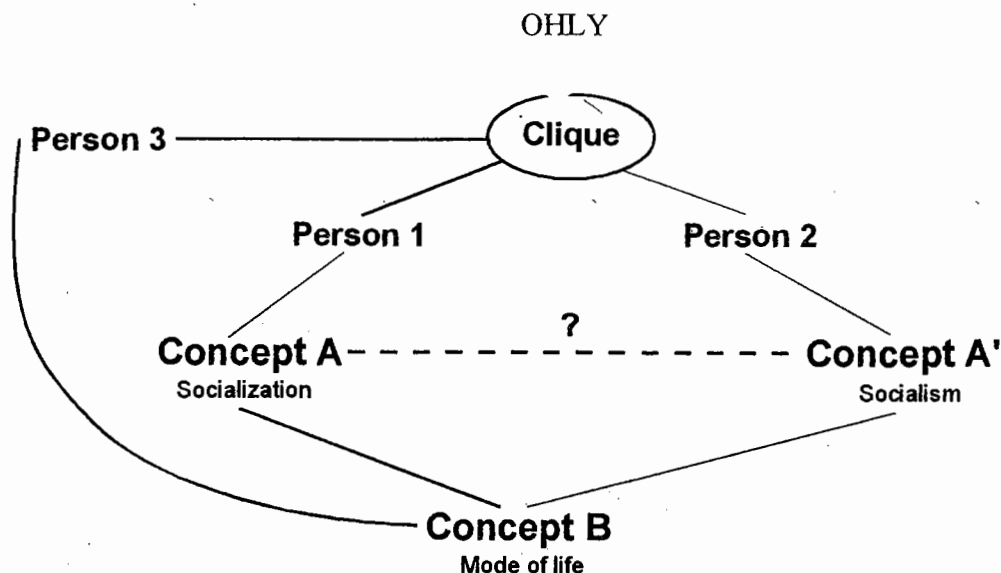 OHLY
Clique
Person 3
Person 1
Person 2
?
Concept A
Concept A'
Socialization
Socialism
Concept B
Mode of life